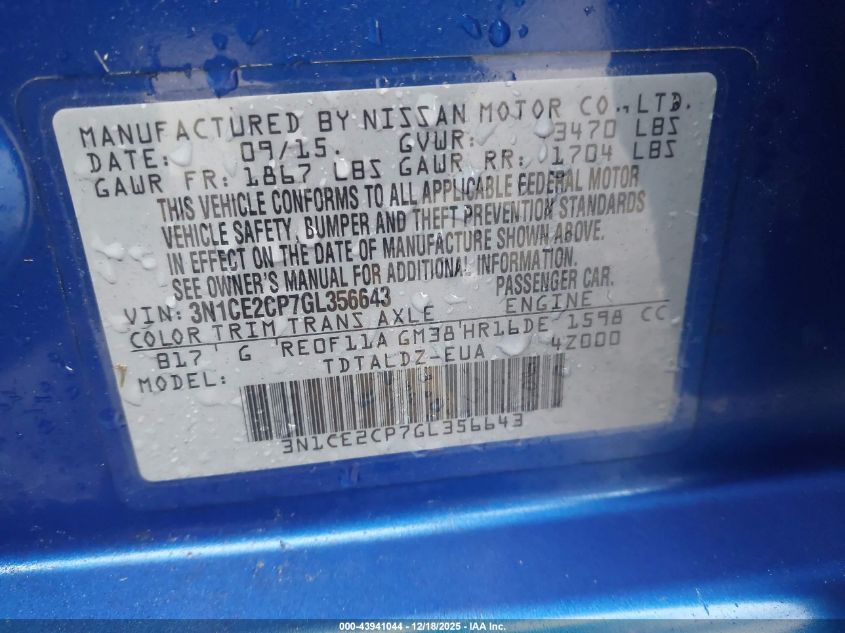 MANUFACTURED BY NISSAN MOTOR CO., LTD.
DATE: 09/15. GVWR: 3470 LBS
GAWR FR: 1867 LBS GAWR RR: 1704 LBS
THIS VEHICLE CONFORMS TO ALL APPLICABLE FEDERAL MOTOR
VEHICLE SAFETY, BUMPER AND THEFT PREVENTION STANDARDS
IN EFFECT ON THE DATE OF MANUFACTURE SHOWN ABOVE.
SEE OWNER'S MANUAL FOR ADDITIONAL INFORMATION.
VIN: 3N1CE2CP7GL356643 PASSENGER CAR.
COLOR TRIM TRANS AXLE ENGINE
B17 G RE0F11A GM38 HR16DE 1598 CC
MODEL: TDTALDZ-EUA 4Z000
3N1CE2CP7GL356643
000-43941044 - 12/18/2025 - IAA Inc.